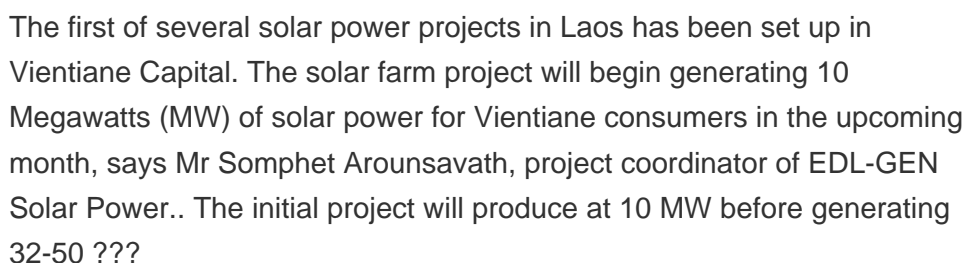 The first of several solar power projects in Laos has been set up in
Vientiane Capital. The solar farm project will begin generating 10
Megawatts (MW) of solar power for Vientiane consumers in the upcoming
month, says Mr Somphet Arounsavath, project coordinator of EDL-GEN
Solar Power.. The initial project will produce at 10 MW before generating
32-50 ???